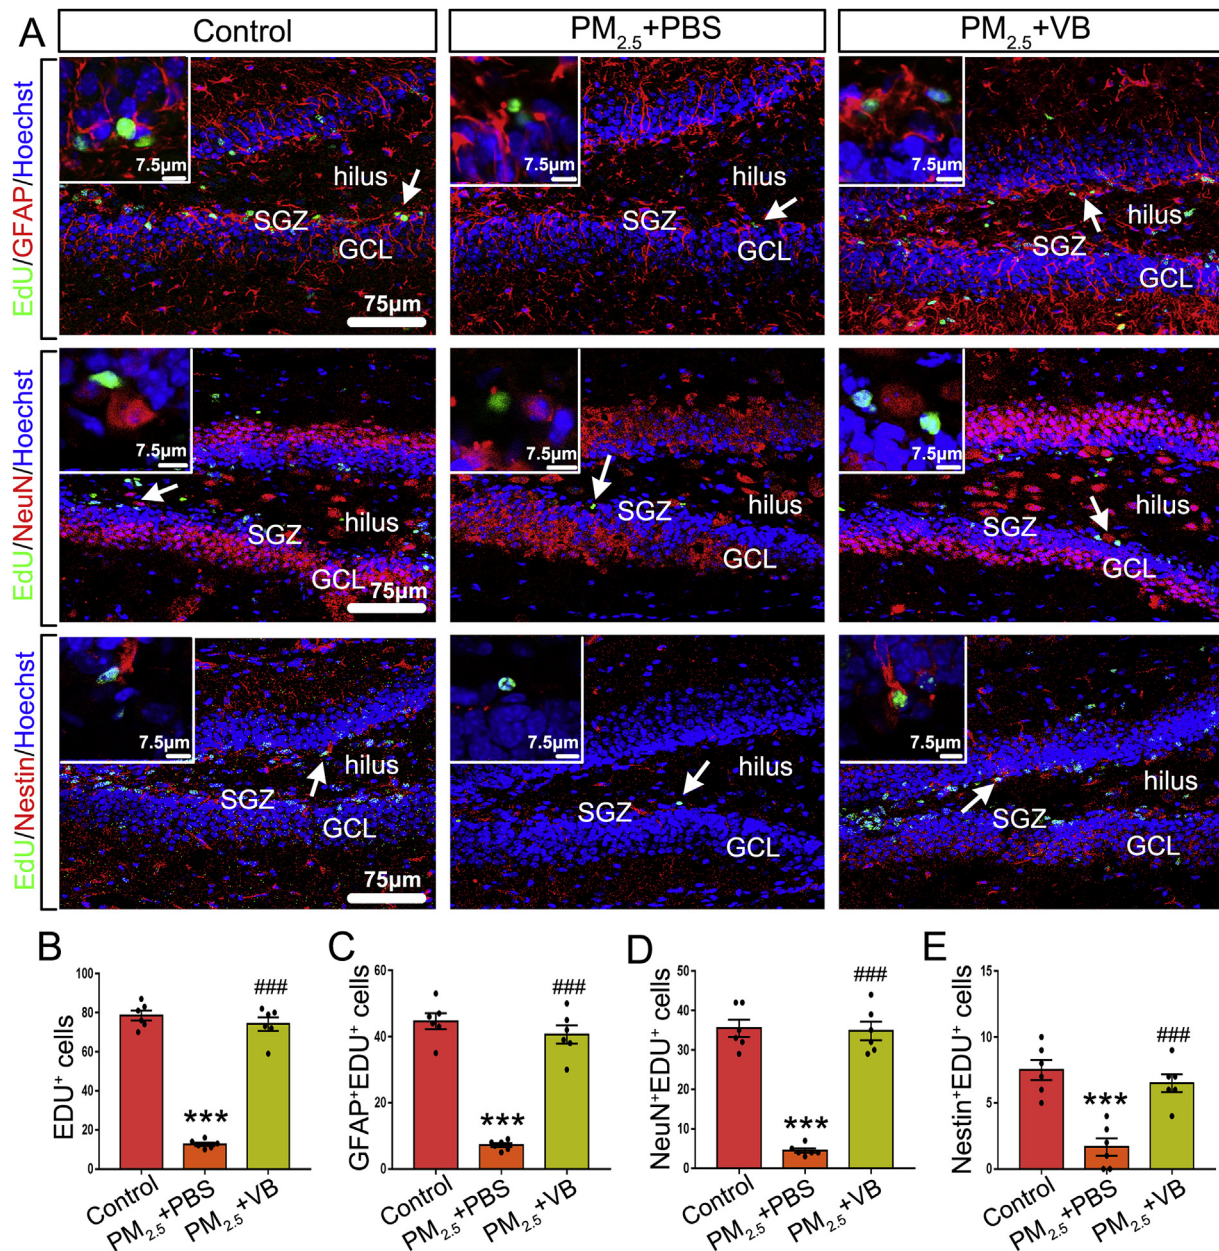 A
Control
PM2.5+PBS
PM2.5+VB
EdU/GFAP/Hoechst
7.5μm
hilus
SGZ
GCL
75μm
7.5μm
hilus
SGZ
GCL
7.5μm
hilus
SGZ
GCL
EdU/NeuN/Hoechst
7.5μm
hilus
SGZ
GCL
75μm
7.5μm
hilus
SGZ
GCL
7.5μm
hilus
SGZ
GCL
EdU/Nestin/Hoechst
7.5μm
hilus
SGZ
GCL
75μm
7.5μm
hilus
SGZ
GCL
7.5μm
hilus
SGZ
GCL
B
EDU+ cells
100
80
60
40
20
0
***
###
Control
PM2.5+PBS
PM2.5+VB
C
GFAP+EDU+ cells
60
40
20
0
***
###
Control
PM2.5+PBS
PM2.5+VB
D
NeuN+EDU+ cells
50
40
30
20
10
0
***
###
Control
PM2.5+PBS
PM2.5+VB
E
Nestin+EDU+ cells
15
10
5
0
***
###
Control
PM2.5+PBS
PM2.5+VB